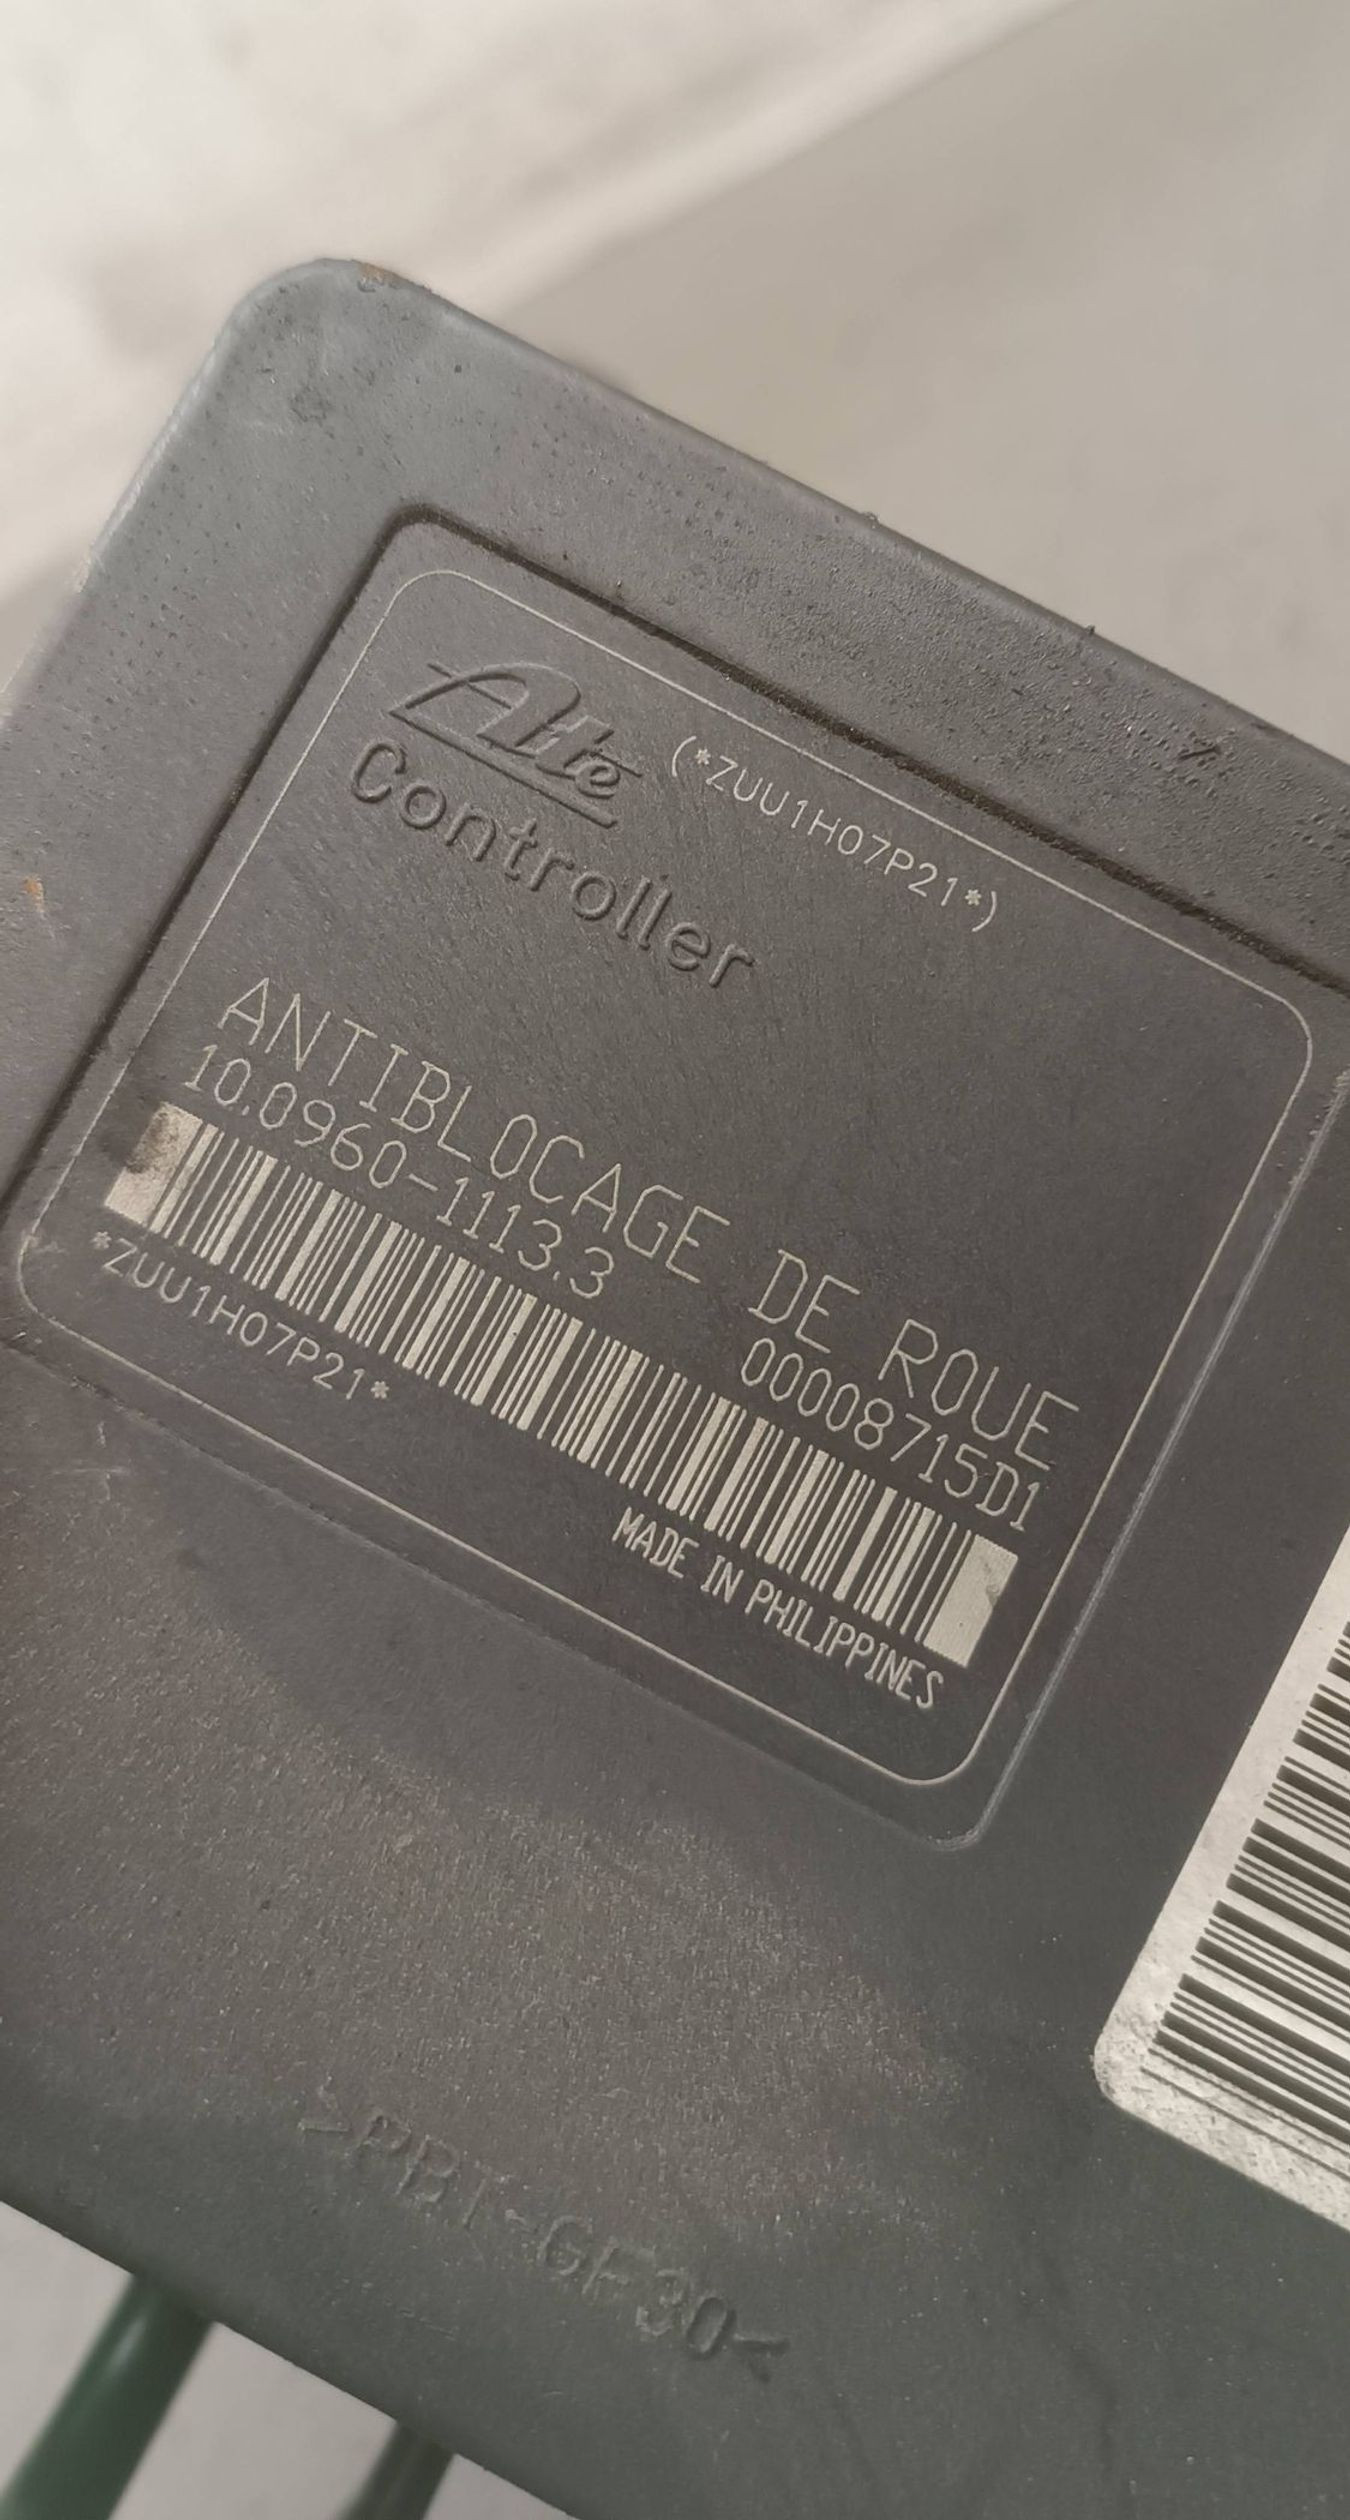 Ate (*ZUU1H07P21*)
Controller
ANTIBLOCAGE DE ROUE
10.0960-1113.3 00008715D1
*ZUU1H07P21*
MADE IN PHILIPPINES
>PBT-GF30<